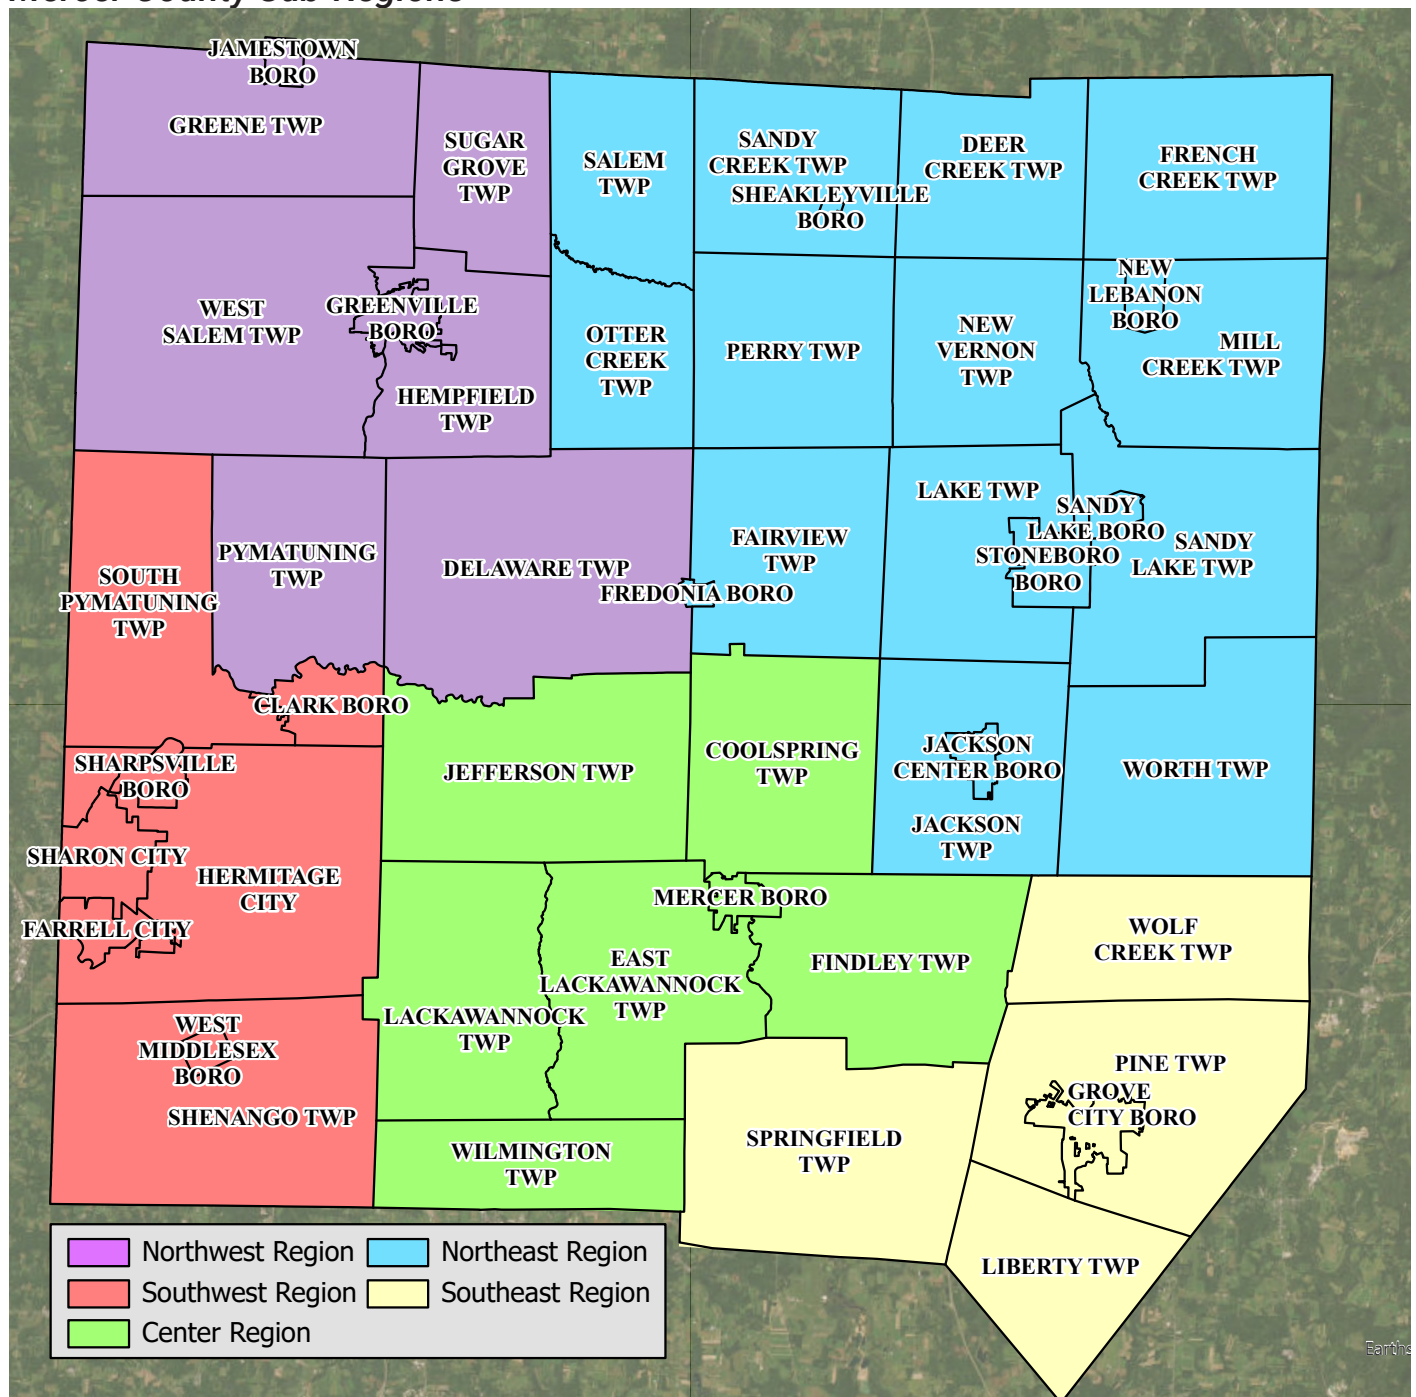 Mercer County Sub-Regions
JAMESTOWN
BORO
GREENE TWP
SUGAR
GROVE
TWP
SALEM
TWP
SANDY
CREEK TWP
SHEAKLEYVILLE
BORO
DEER
CREEK TWP
FRENCH
CREEK TWP
WEST
SALEM TWP
GREENVILLE
BORO
HEMPFIELD
TWP
OTTER
CREEK
TWP
PERRY TWP
NEW
VERNON
TWP
NEW
LEBANON
BORO
MILL
CREEK TWP
SOUTH
PYMATUNING
TWP
PYMATUNING
TWP
DELAWARE TWP
FREDONIA BORO
FAIRVIEW
TWP
LAKE TWP
SANDY
LAKE BORO
STONEBORO
BORO
SANDY
LAKE TWP
CLARK BORO
SHARPSVILLE
BORO
JEFFERSON TWP
COOLSPRING
TWP
JACKSON
CENTER BORO
JACKSON
TWP
WORTH TWP
SHARON CITY
HERMITAGE
CITY
FARRELL CITY
MERCER BORO
EAST
LACKAWANNOCK
TWP
FINDLEY TWP
WOLF
CREEK TWP
LACKAWANNOCK
TWP
WEST
MIDDLESEX
BORO
SHENANGO TWP
PINE TWP
GROVE
CITY BORO
WILMINGTON
TWP
SPRINGFIELD
TWP
LIBERTY TWP
Northwest Region
Northeast Region
Southwest Region
Southeast Region
Center Region